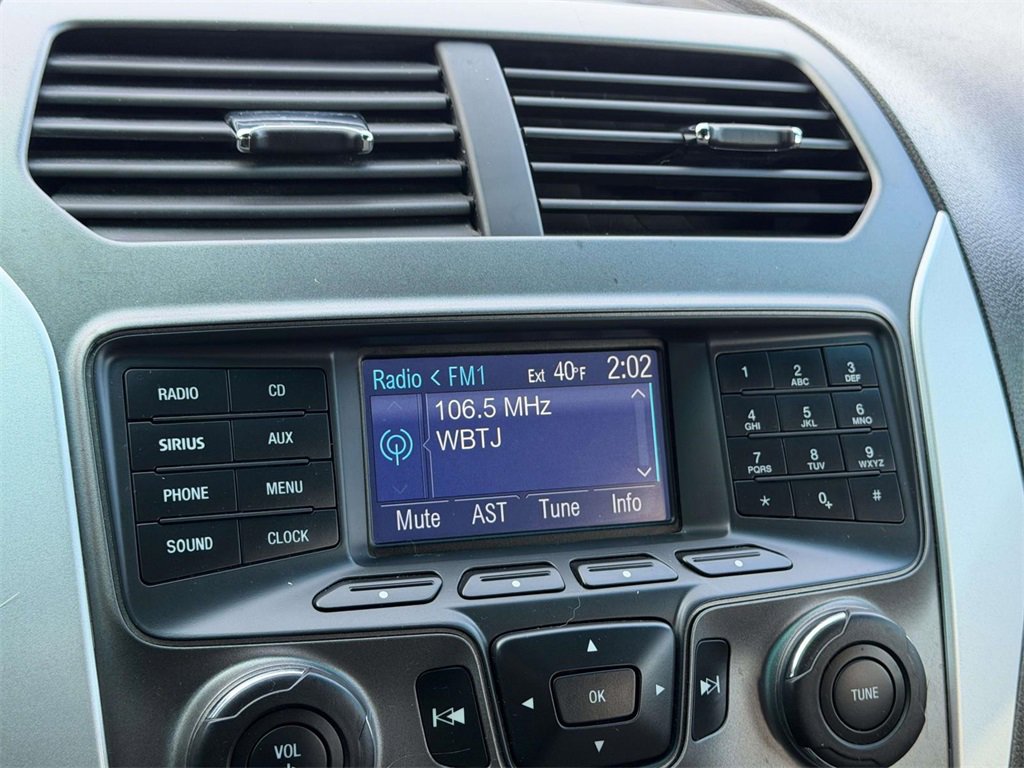 RADIO
CD
SIRIUS
AUX
PHONE
MENU
SOUND
CLOCK
Radio < FM1 Ext 40°F 2:02
106.5 MHz
WBTJ
Mute AST Tune Info
1 2 ABC 3 DEF
4 GHI 5 JKL 6 MNO
7 PQRS 8 TUV 9 WXYZ
* 0+ #
OK
VOL
TUNE